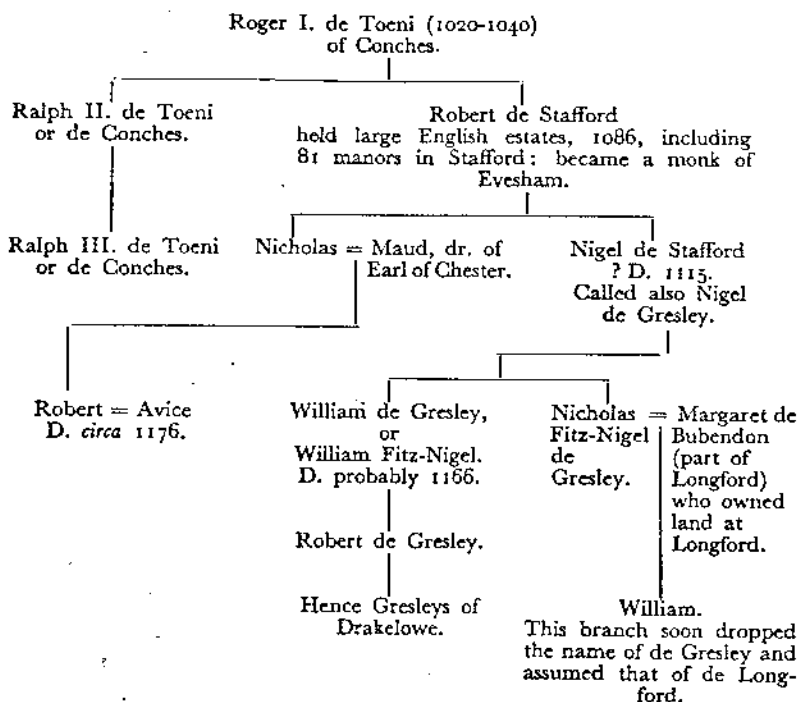 Roger I. de Toeni (1020-1040)
of Conches.
Ralph II. de Toeni
or de Conches.
Robert de Stafford
held large English estates, 1086, including
81 manors in Stafford: became a monk of
Evesham.
Ralph III. de Toeni
or de Conches.
Nicholas = Maud, dr. of
Earl of Chester.
Nigel de Stafford
? D. 1115.
Called also Nigel
de Gresley.
Robert = Avice
D. circa 1176.
William de Gresley,
or
William Fitz-Nigel.
D. probably 1166.
Nicholas = Margaret de
Fitz-Nigel Bubendon
de (part of
Gresley. Longford)
who owned
land at
Longford.
Robert de Gresley.
Hence Gresleys of
Drakelowe.
William.
This branch soon dropped
the name of de Gresley and
assumed that of de Long-
ford.